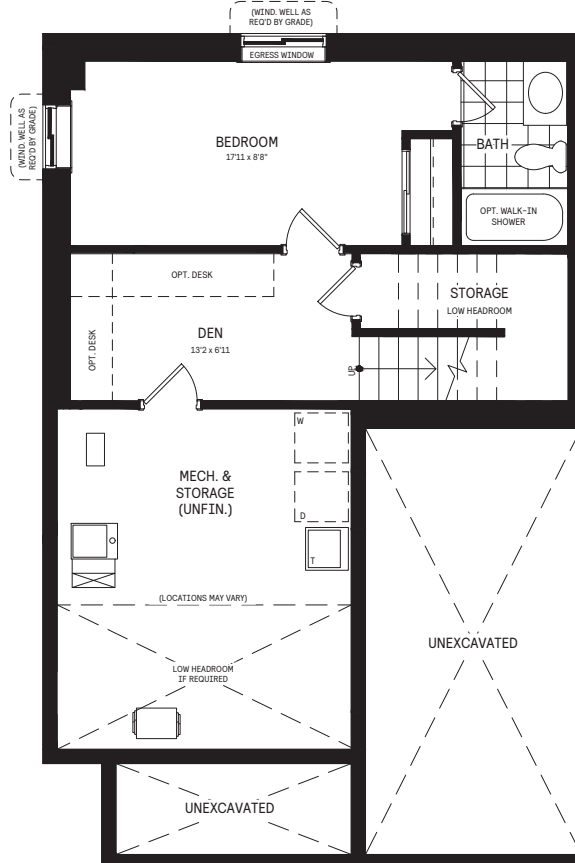 (WIND. WELL AS
REQ'D BY GRADE)
EGRESS WINDOW
(WIND. WELL AS
REQ'D BY GRADE)
BEDROOM
17'11 x 8'8"
BATH
OPT. WALK-IN
SHOWER
OPT. DESK
STORAGE
LOW HEADROOM
DEN
13'2 x 6'11
OPT. DESK
UP
W
MECH. &
STORAGE
(UNFIN.)
D
T
(LOCATIONS MAY VARY)
LOW HEADROOM
IF REQUIRED
UNEXCAVATED
UNEXCAVATED